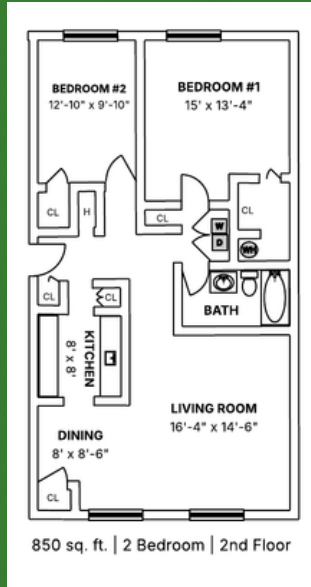 BEDROOM #2
12'-10" x 9'-10"
BEDROOM #1
15' x 13'-4"
CL
H
CL
CL
W
D
WH
CL
CL
BATH
KITCHEN
8' x 8'
LIVING ROOM
16'-4" x 14'-6"
DINING
8' x 8'-6"
CL
850 sq. ft. | 2 Bedroom | 2nd Floor